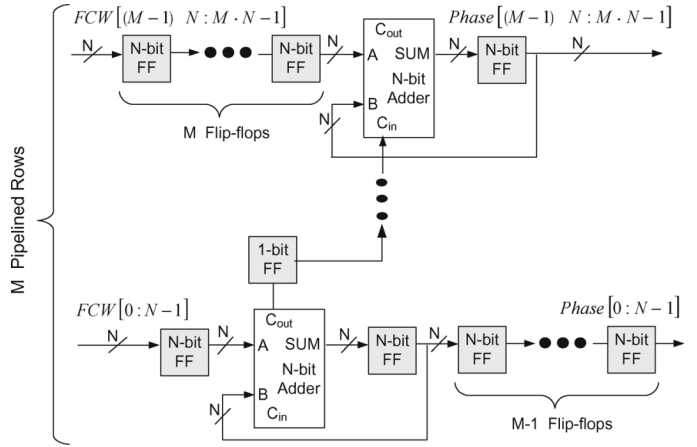 FCW[(M−1) N : M·N−1]
Phase[(M−1) N : M·N−1]
N
N-bit FF
N-bit FF
N
Cout
A SUM
N-bit Adder
B
Cin
N
N-bit FF
N
N
M Flip-flops
M Pipelined Rows
1-bit FF
FCW[0 : N−1]
Phase[0 : N−1]
N
N-bit FF
N
Cout
A SUM
N-bit Adder
B
Cin
N
N-bit FF
N
N-bit FF
N-bit FF
N
M-1 Flip-flops